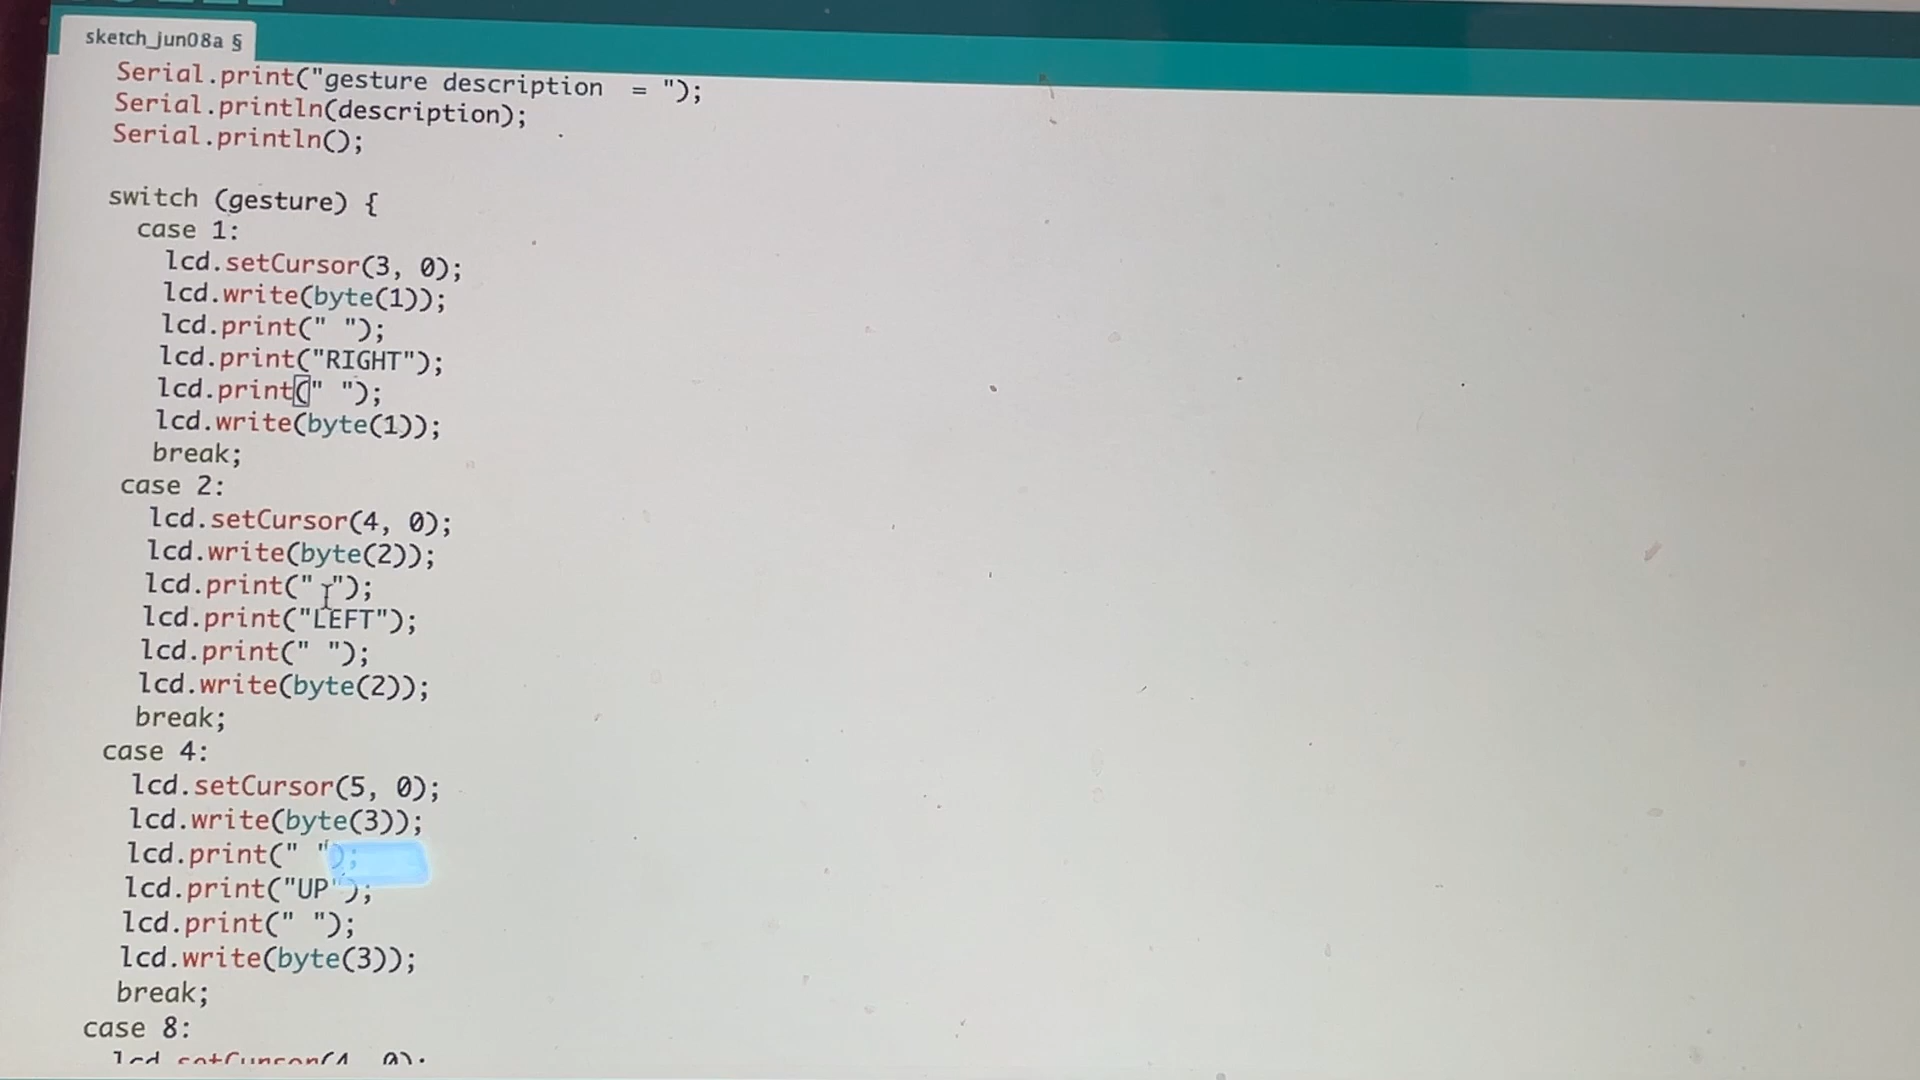 sketch_jun08a §
Serial.print("gesture description  = ");
Serial.println(description);
Serial.println();
switch (gesture) {
case 1:
lcd.setCursor(3, 0);
lcd.write(byte(1));
lcd.print(" ");
lcd.print("RIGHT");
lcd.print(" ");
lcd.write(byte(1));
break;
case 2:
lcd.setCursor(4, 0);
lcd.write(byte(2));
lcd.print(" ");
lcd.print("LEFT");
lcd.print(" ");
lcd.write(byte(2));
break;
case 4:
lcd.setCursor(5, 0);
lcd.write(byte(3));
lcd.print(" ");
lcd.print("UP");
lcd.print(" ");
lcd.write(byte(3));
break;
case 8:
lcd.setCursor(4, 0);